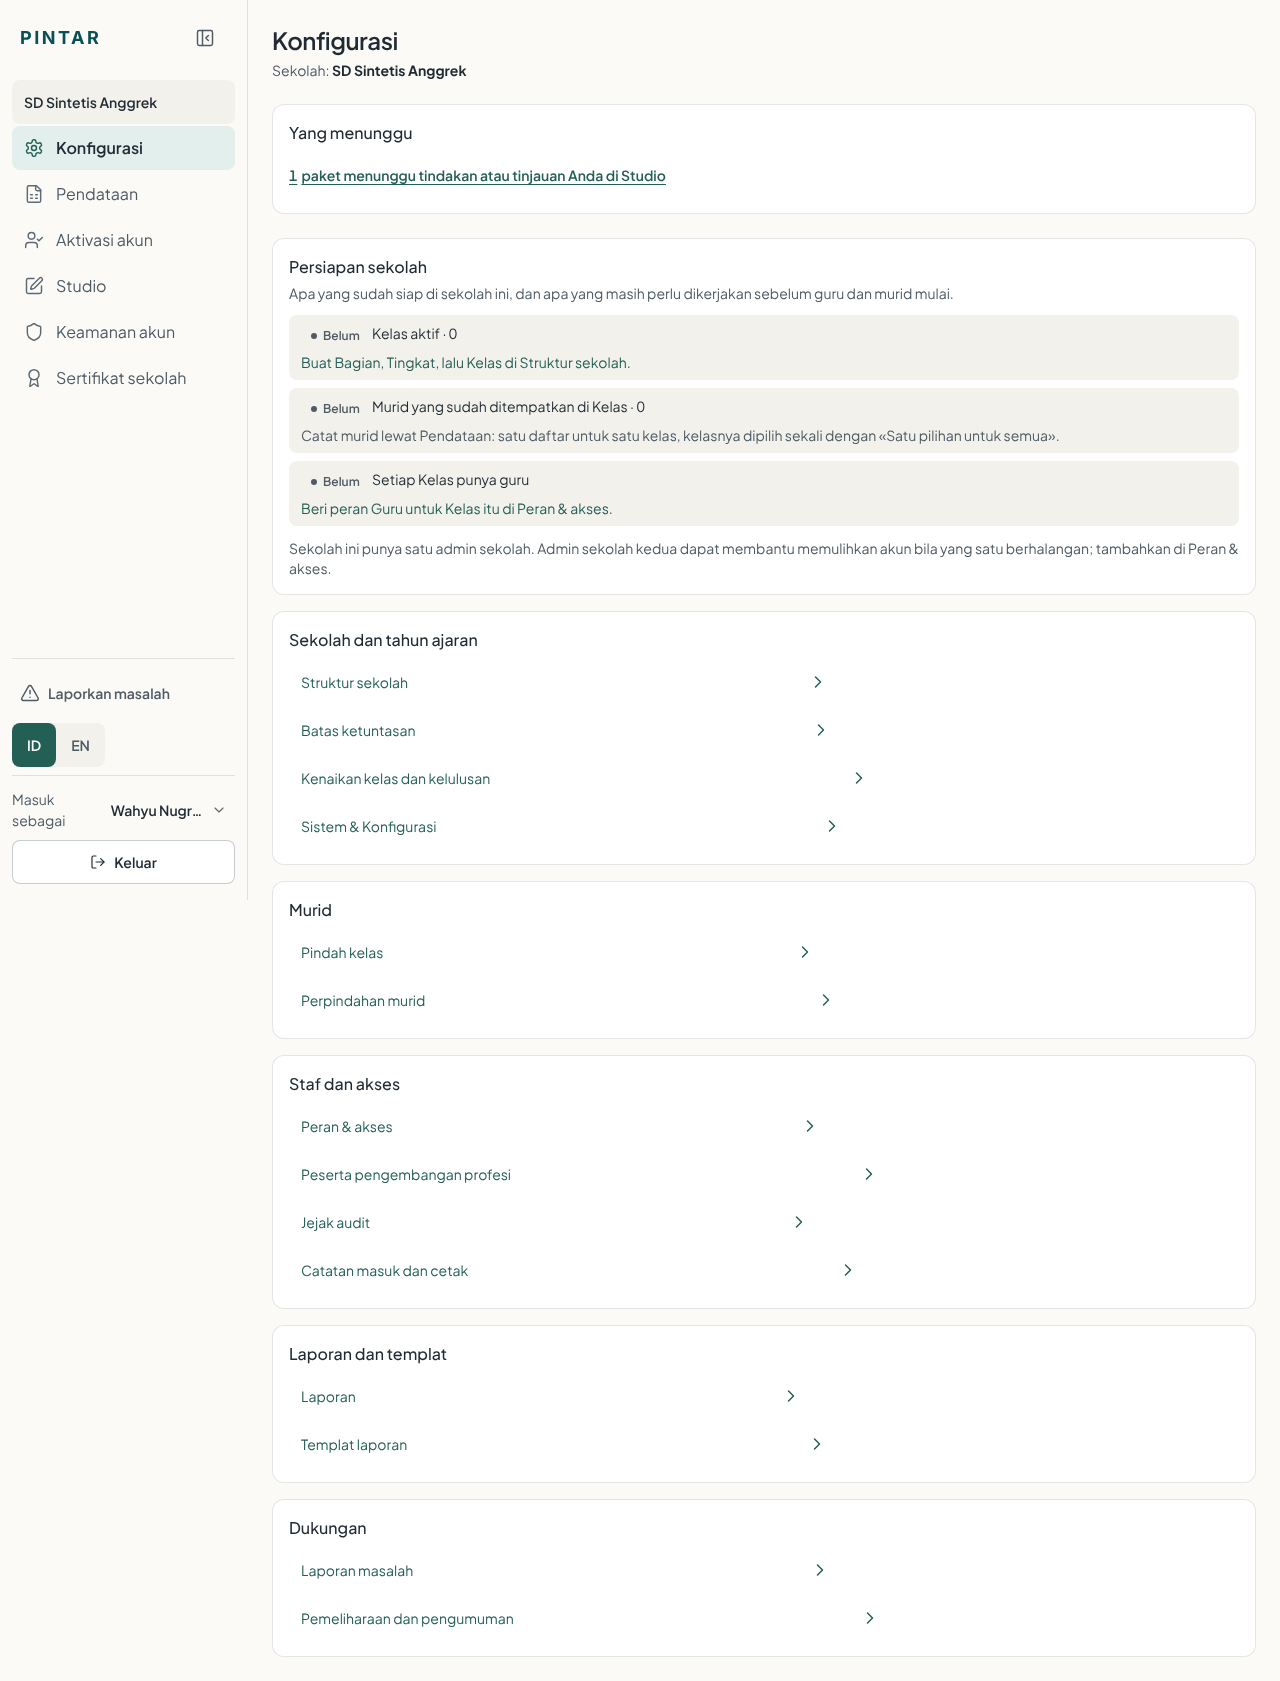 PINTAR
SD Sintetis Anggrek
Konfigurasi
Pendataan
Aktivasi akun
Studio
Keamanan akun
Sertifikat sekolah
Laporkan masalah
ID EN
Masuk sebagai
Wahyu Nugr...
Keluar
Konfigurasi
Sekolah: SD Sintetis Anggrek
Yang menunggu
1 paket menunggu tindakan atau tinjauan Anda di Studio
Persiapan sekolah
Apa yang sudah siap di sekolah ini, dan apa yang masih perlu dikerjakan sebelum guru dan murid mulai.
Belum Kelas aktif · 0
Buat Bagian, Tingkat, lalu Kelas di Struktur sekolah.
Belum Murid yang sudah ditempatkan di Kelas · 0
Catat murid lewat Pendataan: satu daftar untuk satu kelas, kelasnya dipilih sekali dengan «Satu pilihan untuk semua».
Belum Setiap Kelas punya guru
Beri peran Guru untuk Kelas itu di Peran & akses.
Sekolah ini punya satu admin sekolah. Admin sekolah kedua dapat membantu memulihkan akun bila yang satu berhalangan; tambahkan di Peran &
akses.
Sekolah dan tahun ajaran
Struktur sekolah
Batas ketuntasan
Kenaikan kelas dan kelulusan
Sistem & Konfigurasi
Murid
Pindah kelas
Perpindahan murid
Staf dan akses
Peran & akses
Peserta pengembangan profesi
Jejak audit
Catatan masuk dan cetak
Laporan dan templat
Laporan
Templat laporan
Dukungan
Laporan masalah
Pemeliharaan dan pengumuman